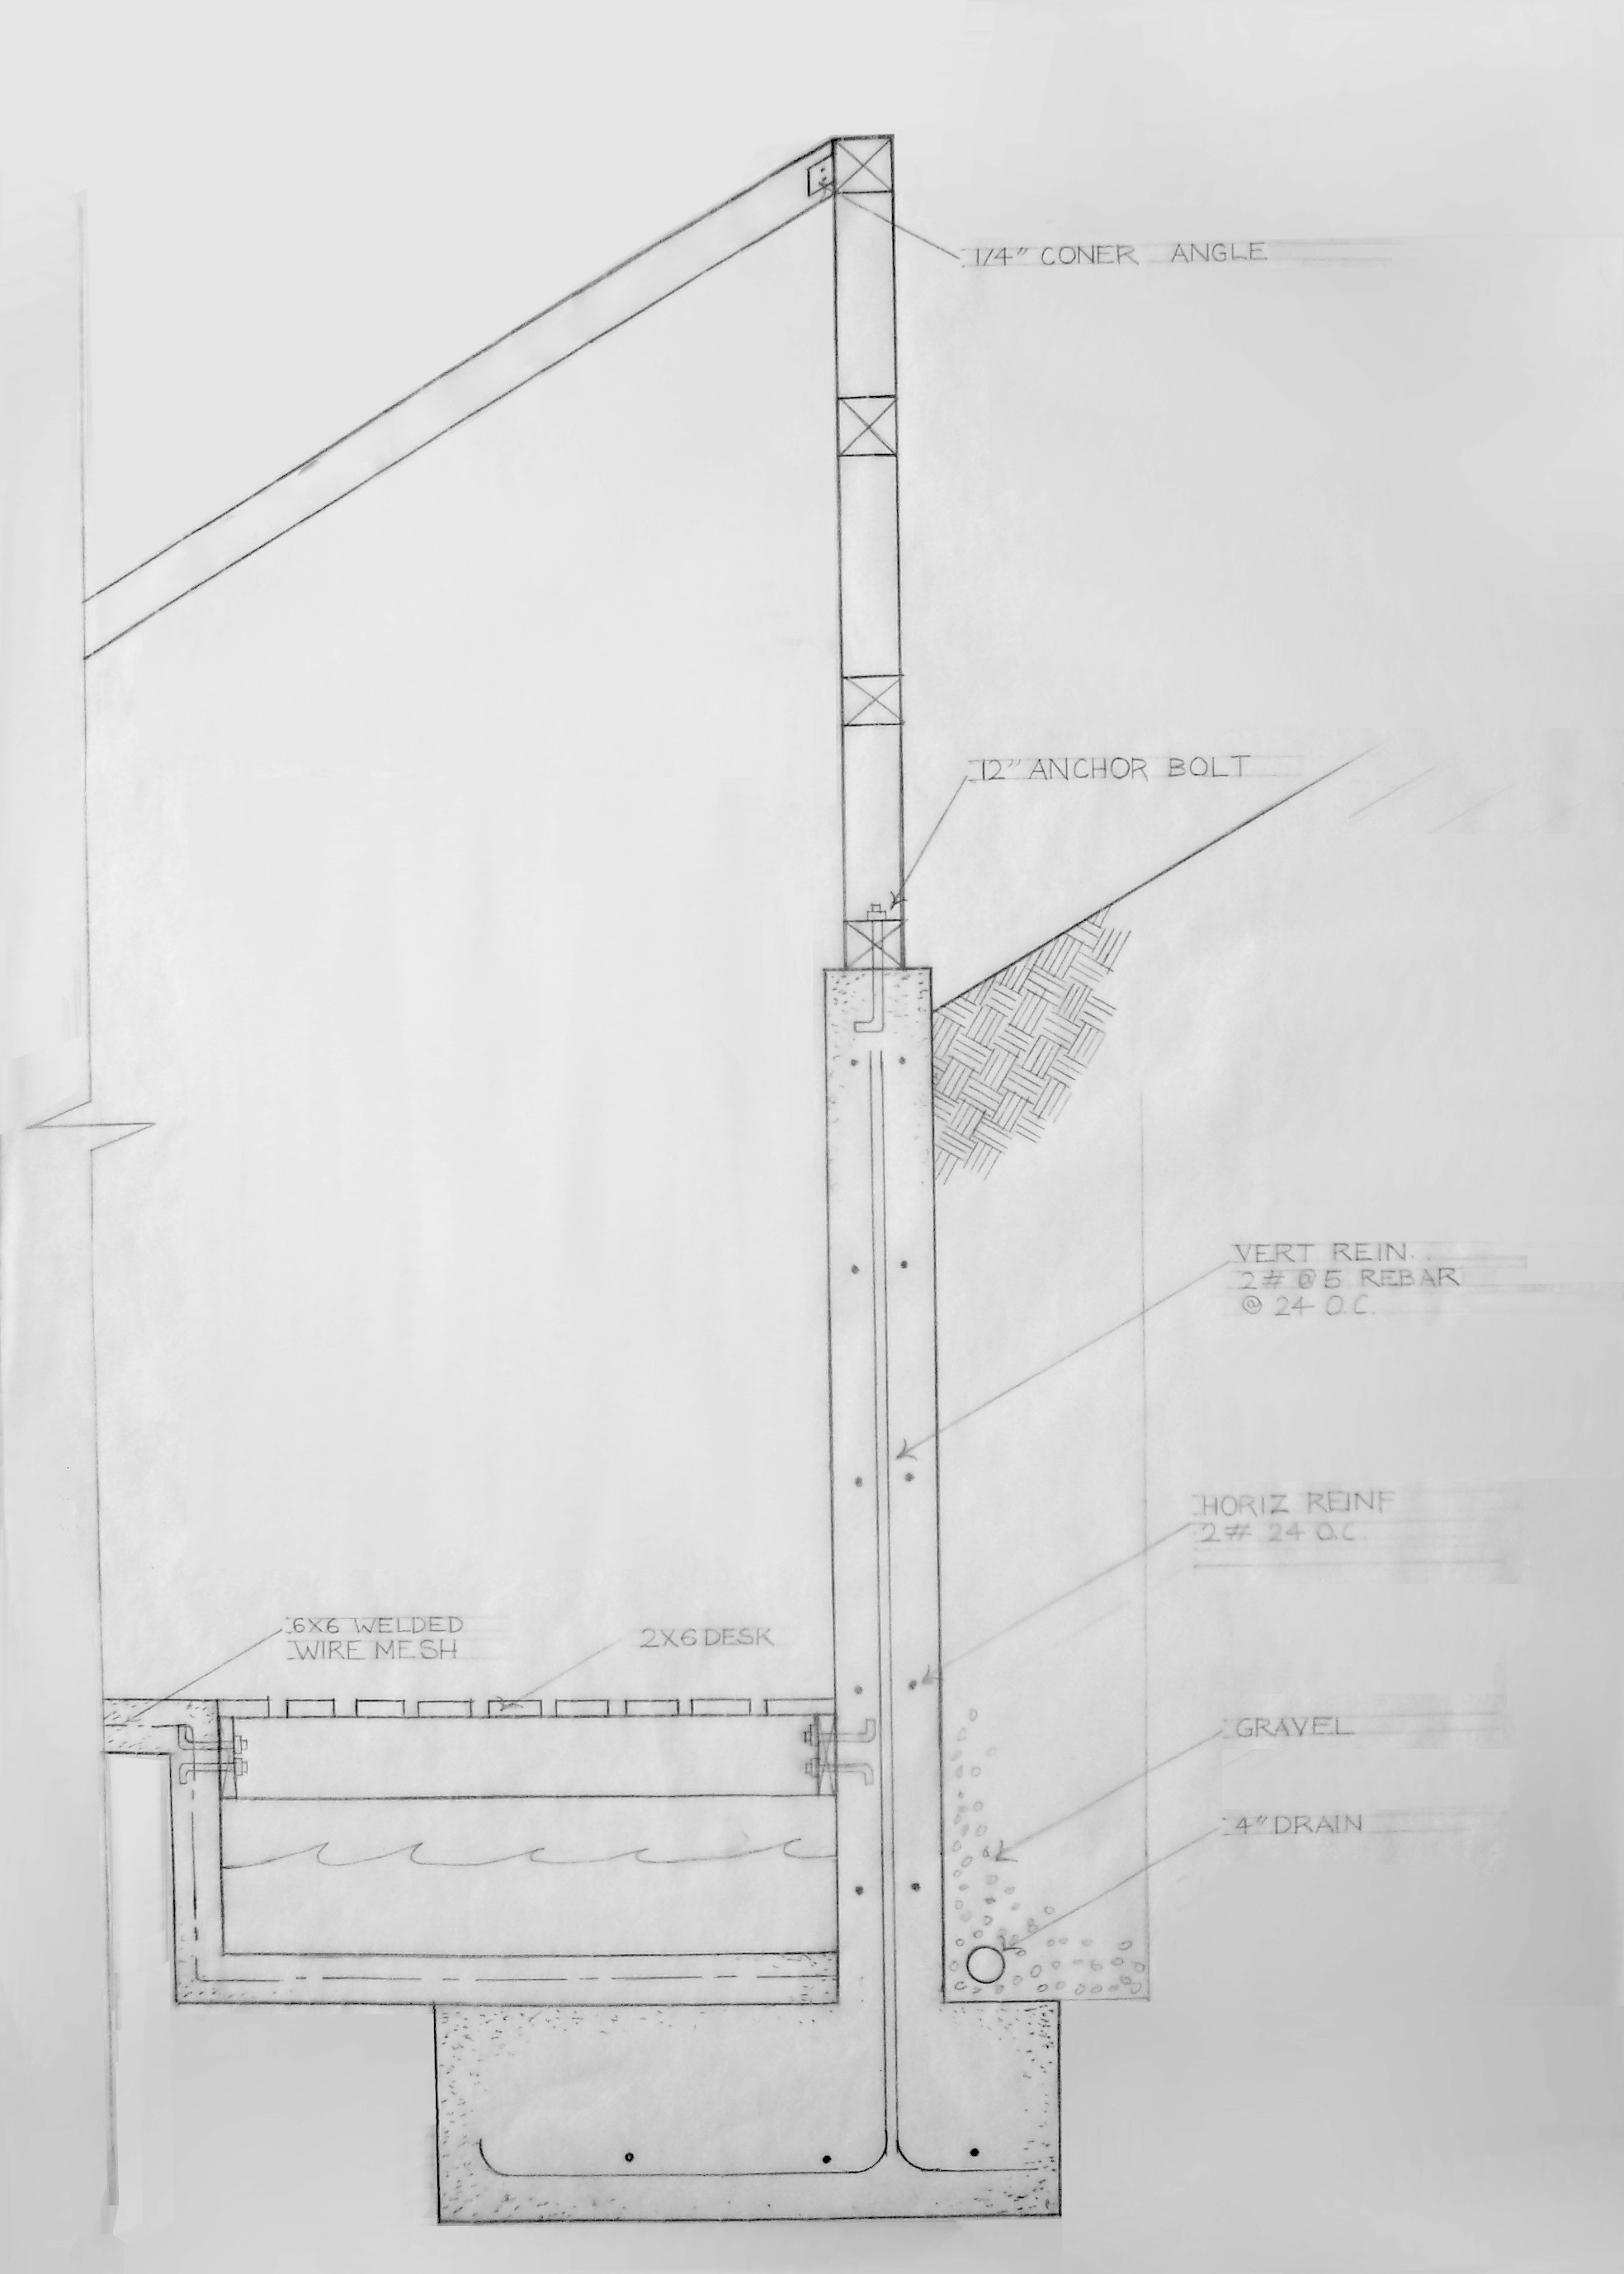 1/4" CONER ANGLE
12" ANCHOR BOLT
VERT REIN.
2# @5 REBAR
@ 24 O.C.
HORIZ REINF
2# 24 O.C.
6X6 WELDED
WIRE MESH
2X6 DESK
GRAVEL
4" DRAIN